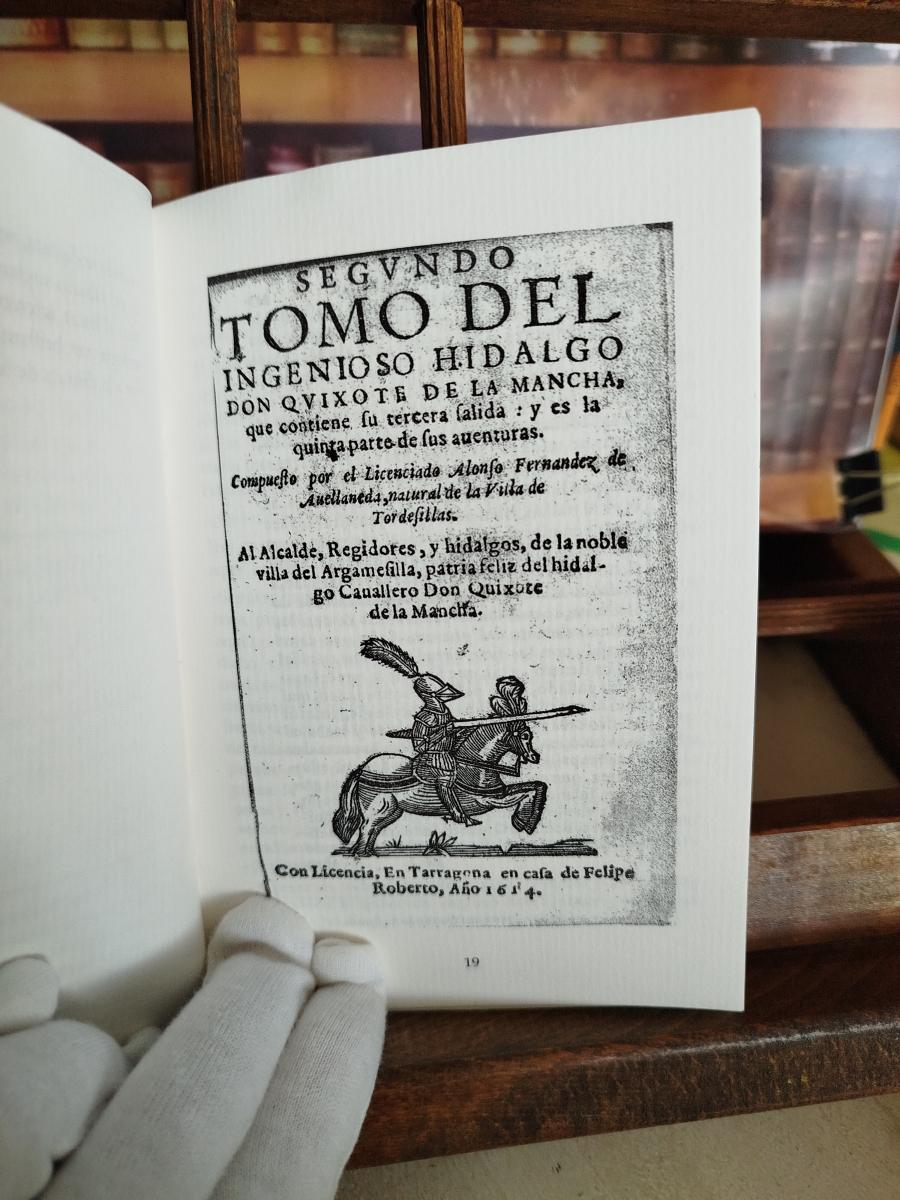 SEGVNDO
TOMO DEL
INGENIOSO HIDALGO
DON QVIXOTE DE LA MANCHA,
que contiene ſu tercera ſalida : y es la
quinta parte de ſus auenturas.
Compueſto por el Licenciado Alonſo Fernandez de
Auellaneda, natural de la Villa de
Tordeſillas.
Al Alcalde, Regidores, y hidalgos, de la noble
villa del Argameſilla, patria feliz del hidal-
go Cauallero Don Quixote
de la Mancha.
Con Licencia, En Tarragona en caſa de Felipe
Roberto, Año 1614.
19